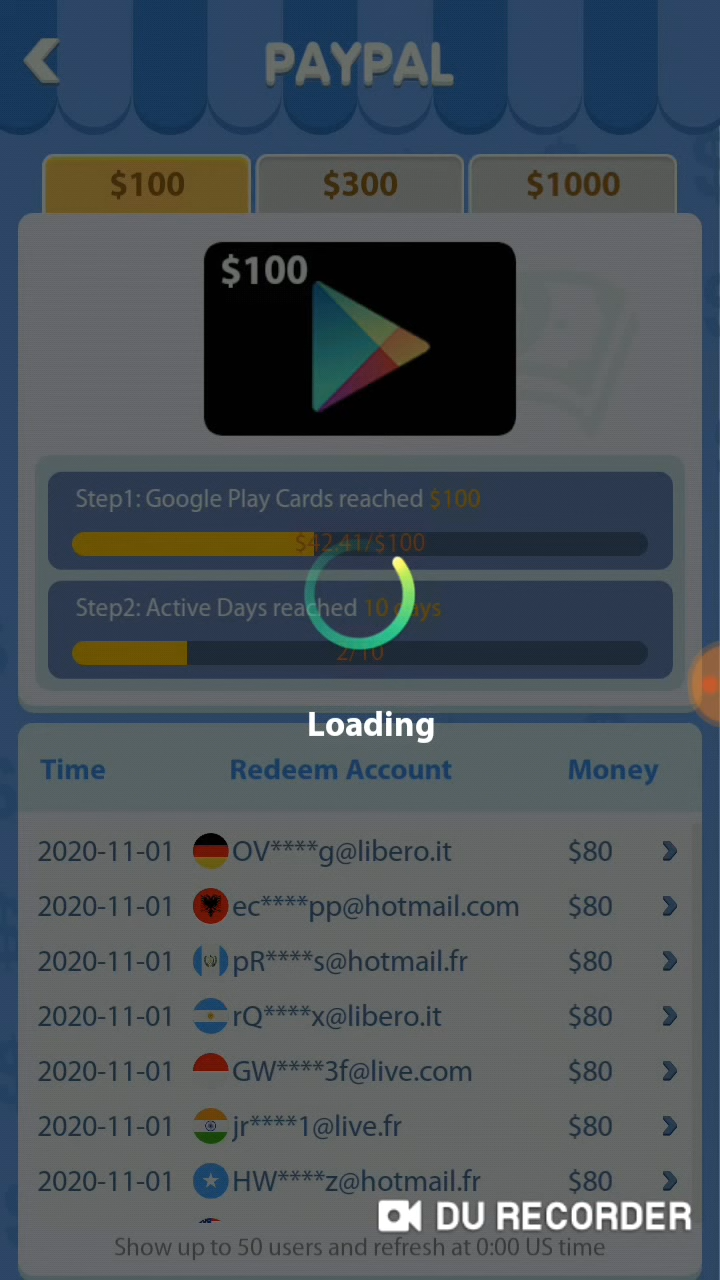 PAYPAL
$100 $300 $1000
$100
Step1: Google Play Cards reached $100
$42.41/$100
Step2: Active Days reached 10 days
2/10
Loading
Time Redeem Account Money
2020-11-01 OV****g@libero.it $80
2020-11-01 ec****pp@hotmail.com $80
2020-11-01 pR****s@hotmail.fr $80
2020-11-01 rQ****x@libero.it $80
2020-11-01 GW****3f@live.com $80
2020-11-01 jr****1@live.fr $80
2020-11-01 HW****z@hotmail.fr $80
DU RECORDER
Show up to 50 users and refresh at 0:00 US time